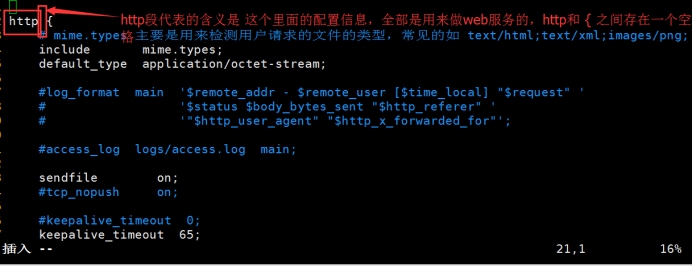 http段代表的含义是 这个里面的配置信息，全部是用来做web服务的，http和 { 之间存在一个空
http {
格
# mime.types 主要是用来检测用户请求的文件的类型，常见的如 text/html;text/xml;images/png;
include       mime.types;
default_type  application/octet-stream;
#log_format  main  '$remote_addr - $remote_user [$time_local] "$request" '
#                  '$status $body_bytes_sent "$http_referer" '
#                  '"$http_user_agent" "$http_x_forwarded_for"';
#access_log  logs/access.log  main;
sendfile        on;
#tcp_nopush     on;
#keepalive_timeout  0;
keepalive_timeout  65;
插入 --                                    21,1          16%